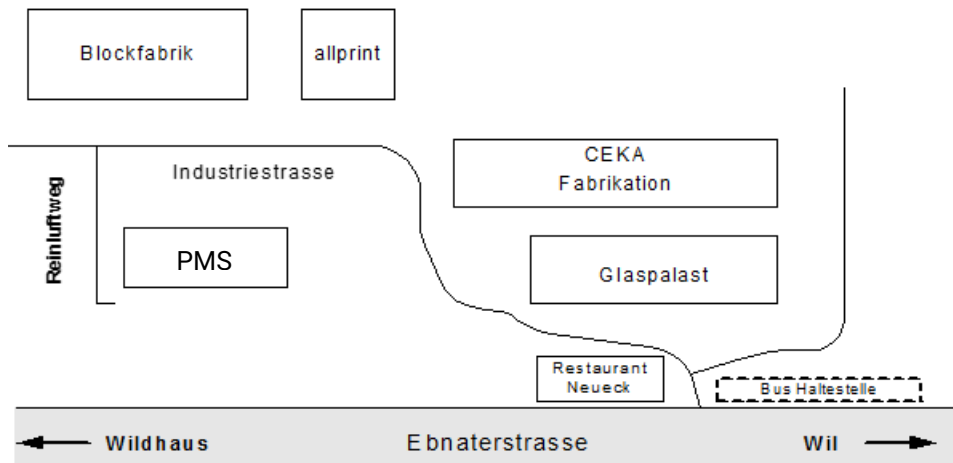 Blockfabrik
allprint
CEKA
Fabrikation
Industriestrasse
Reinluftweg
PMS
Glaspalast
Restaurant
Neueck
Bus Haltestelle
Wildhaus
Ebnaterstrasse
Wil